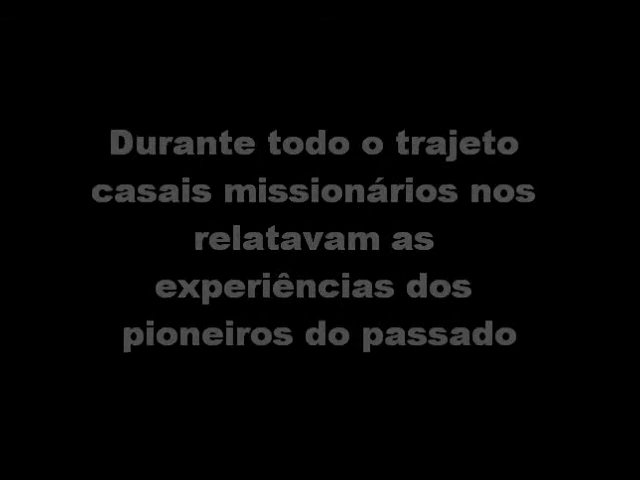 Durante todo o trajeto
casais missionários nos
relatavam as
experiências dos
pioneiros do passado